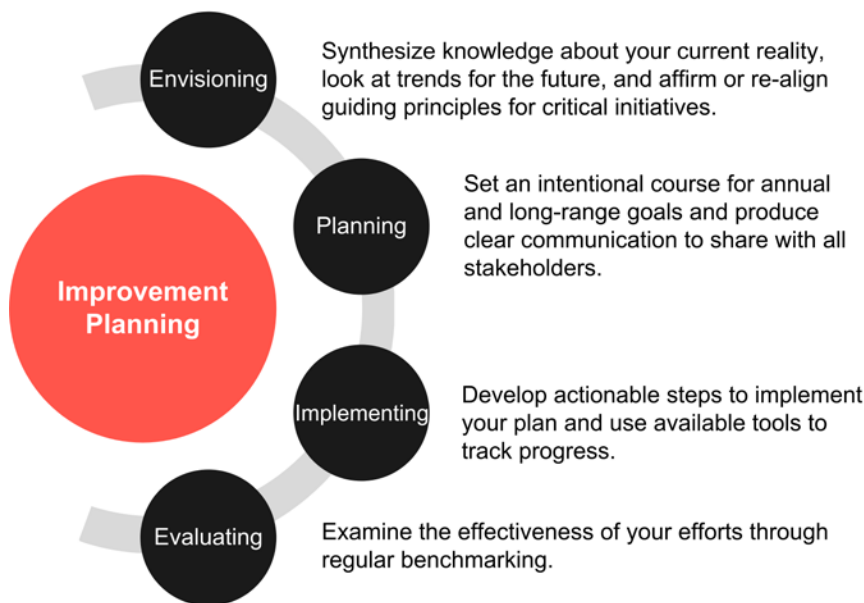 Envisioning
Synthesize knowledge about your current reality,
look at trends for the future, and affirm or re-align
guiding principles for critical initiatives.
Planning
Set an intentional course for annual
and long-range goals and produce
clear communication to share with all
stakeholders.
Improvement
Planning
Implementing
Develop actionable steps to implement
your plan and use available tools to
track progress.
Evaluating
Examine the effectiveness of your efforts through
regular benchmarking.